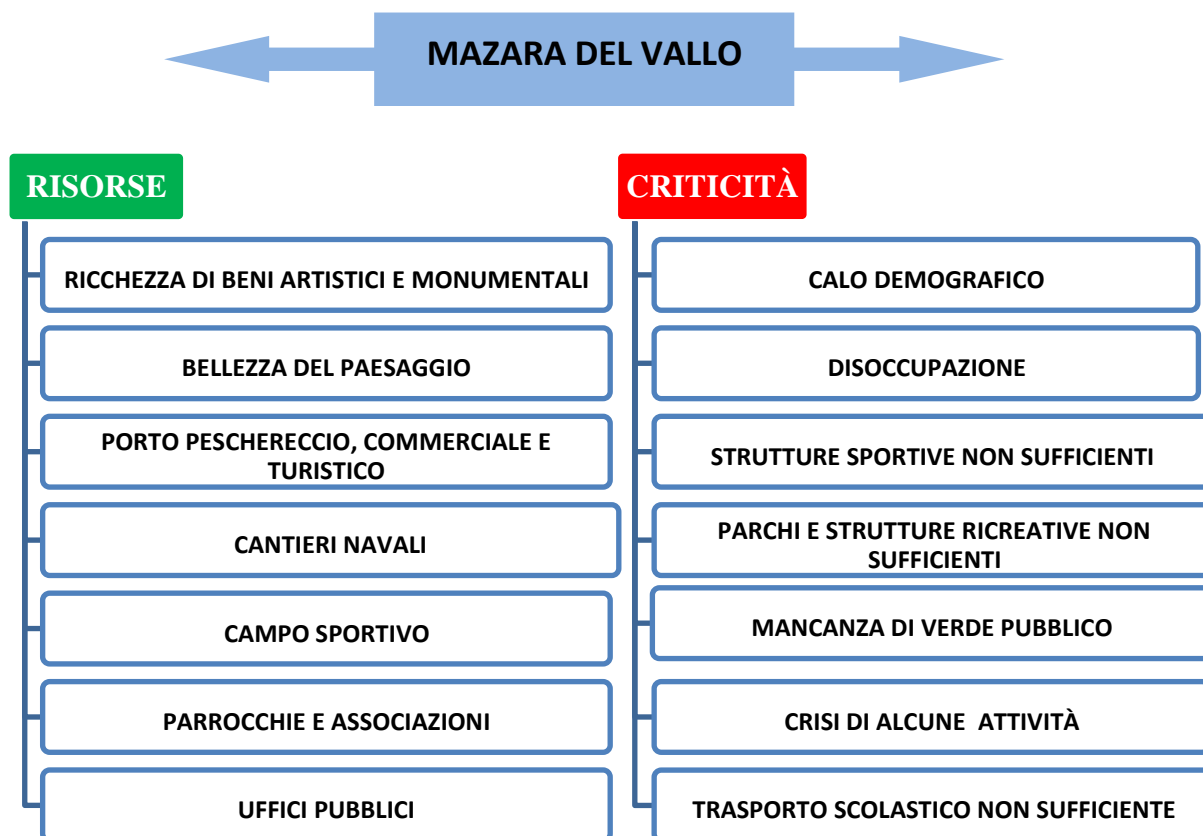 MAZARA DEL VALLO
RISORSE
RICCHEZZA DI BENI ARTISTICI E MONUMENTALI
BELLEZZA DEL PAESAGGIO
PORTO PESCHERECCIO, COMMERCIALE E
TURISTICO
CANTIERI NAVALI
CAMPO SPORTIVO
PARROCCHIE E ASSOCIAZIONI
UFFICI PUBBLICI
CRITICITÀ
CALO DEMOGRAFICO
DISOCCUPAZIONE
STRUTTURE SPORTIVE NON SUFFICIENTI
PARCHI E STRUTTURE RICREATIVE NON
SUFFICIENTI
MANCANZA DI VERDE PUBBLICO
CRISI DI ALCUNE ATTIVITÀ
TRASPORTO SCOLASTICO NON SUFFICIENTE